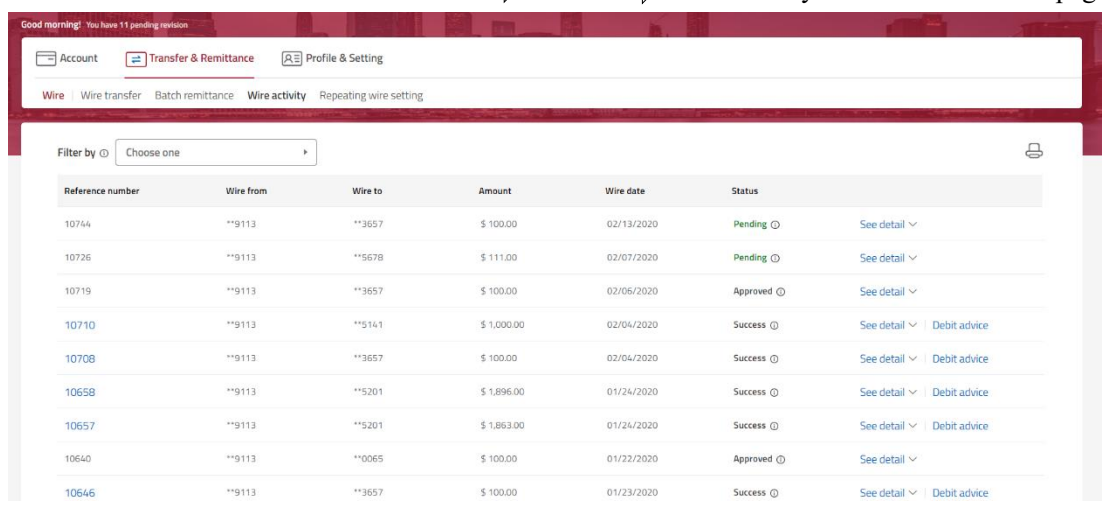 Good morning! You have 11 pending revision
Account Transfer & Remittance Profile & Setting
Wire Wire transfer Batch remittance Wire activity Repeating wire setting
Filter by Choose one
Reference number Wire from Wire to Amount Wire date Status
10744 **9113 **3657 $ 100.00 02/13/2020 Pending See detail
10726 **9113 **5678 $ 111.00 02/07/2020 Pending See detail
10719 **9113 **3657 $ 100.00 02/06/2020 Approved See detail
10710 **9113 **5141 $ 1,000.00 02/04/2020 Success See detail | Debit advice
10708 **9113 **3657 $ 100.00 02/04/2020 Success See detail | Debit advice
10658 **9113 **5201 $ 1,896.00 01/24/2020 Success See detail | Debit advice
10657 **9113 **5201 $ 1,863.00 01/24/2020 Success See detail | Debit advice
10640 **9113 **0065 $ 100.00 01/22/2020 Approved See detail
10646 **9113 **3657 $ 100.00 01/23/2020 Success See detail | Debit advice